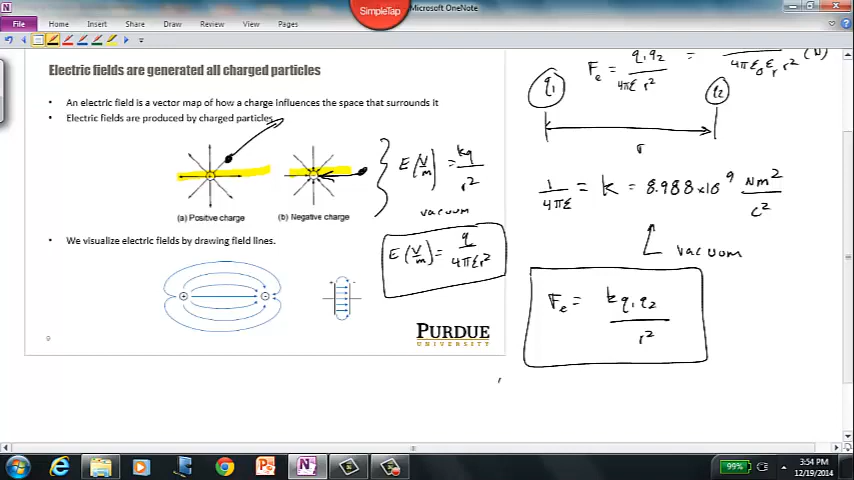 SimpleTap
Microsoft OneNote
File Home Insert Share Draw Review View Pages
Electric fields are generated all charged particles
• An electric field is a vector map of how a charge influences the space that surrounds it
• Electric fields are produced by charged particles
(a) Positive charge
(b) Negative charge
E (V/m) = kq/r²
vacuum
E (V/m) = q/4πεr²
• We visualize electric fields by drawing field lines.
9
PURDUE
UNIVERSITY
Fe = q₁q₂/4πε r² = /4πε₀εᵣ r² (N)
q₁ q₂
r
1/4πε = k = 8.988×10⁹ Nm²/C²
vacuum
Fe = kq₁q₂/r²
99%
3:54 PM
12/19/2014